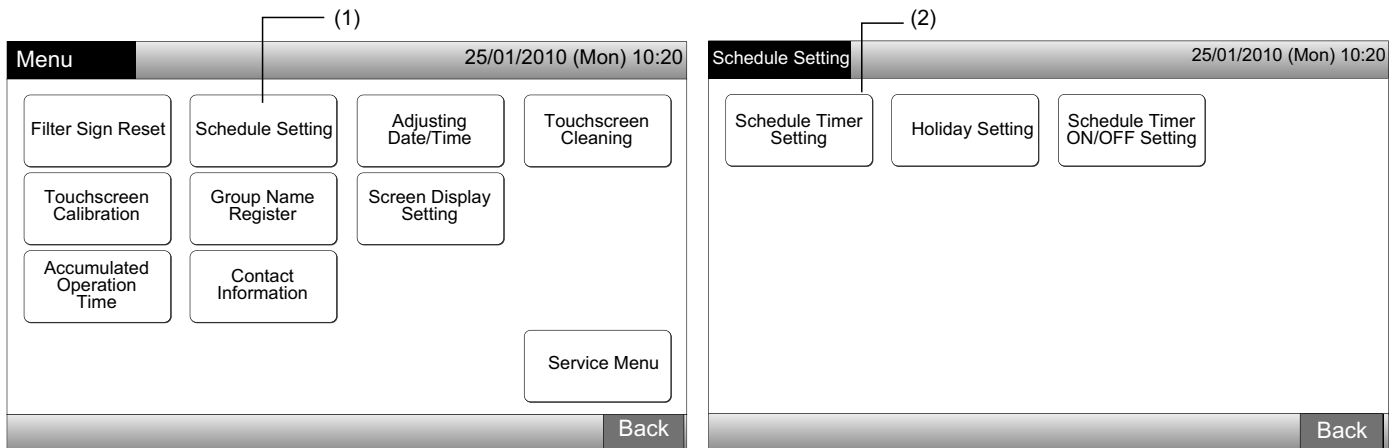 (1)
Menu
25/01/2010 (Mon) 10:20
Filter Sign Reset
Schedule Setting
Adjusting
Date/Time
Touchscreen
Cleaning
Touchscreen
Calibration
Group Name
Register
Screen Display
Setting
Accumulated
Operation
Time
Contact
Information
Service Menu
Back
(2)
Schedule Setting
25/01/2010 (Mon) 10:20
Schedule Timer
Setting
Holiday Setting
Schedule Timer
ON/OFF Setting
Back